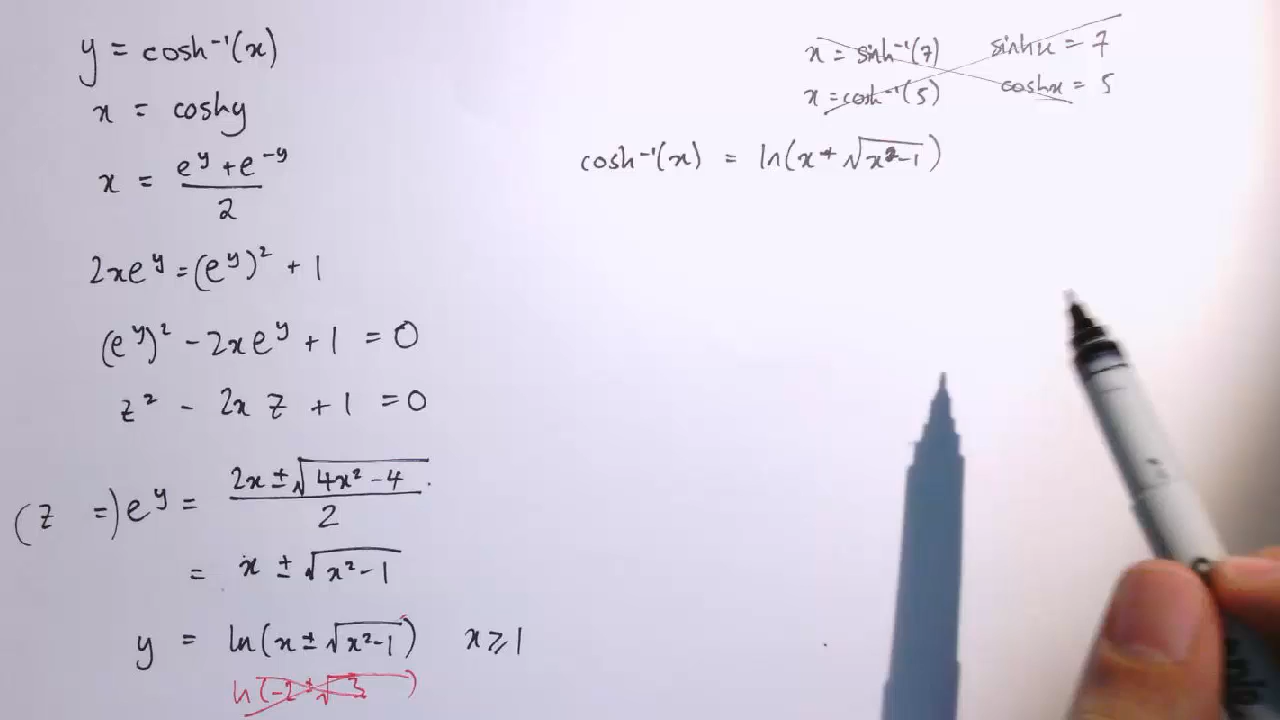 y = cosh⁻¹(x)
x = coshy
x = (e^y + e^-y)/2
2xe^y = (e^y)² + 1
(e^y)² - 2xe^y + 1 = 0
z² - 2x z + 1 = 0
(z =) e^y = (2x ± √(4x² - 4))/2
= x ± √(x² - 1)
y = ln(x ± √(x²-1)) x ⩾ 1
ln(-2 ± √3)
x = sinh⁻¹(7) sinhx = 7
x = cosh⁻¹(5) coshx = 5
cosh⁻¹(x) = ln(x + √(x²-1))